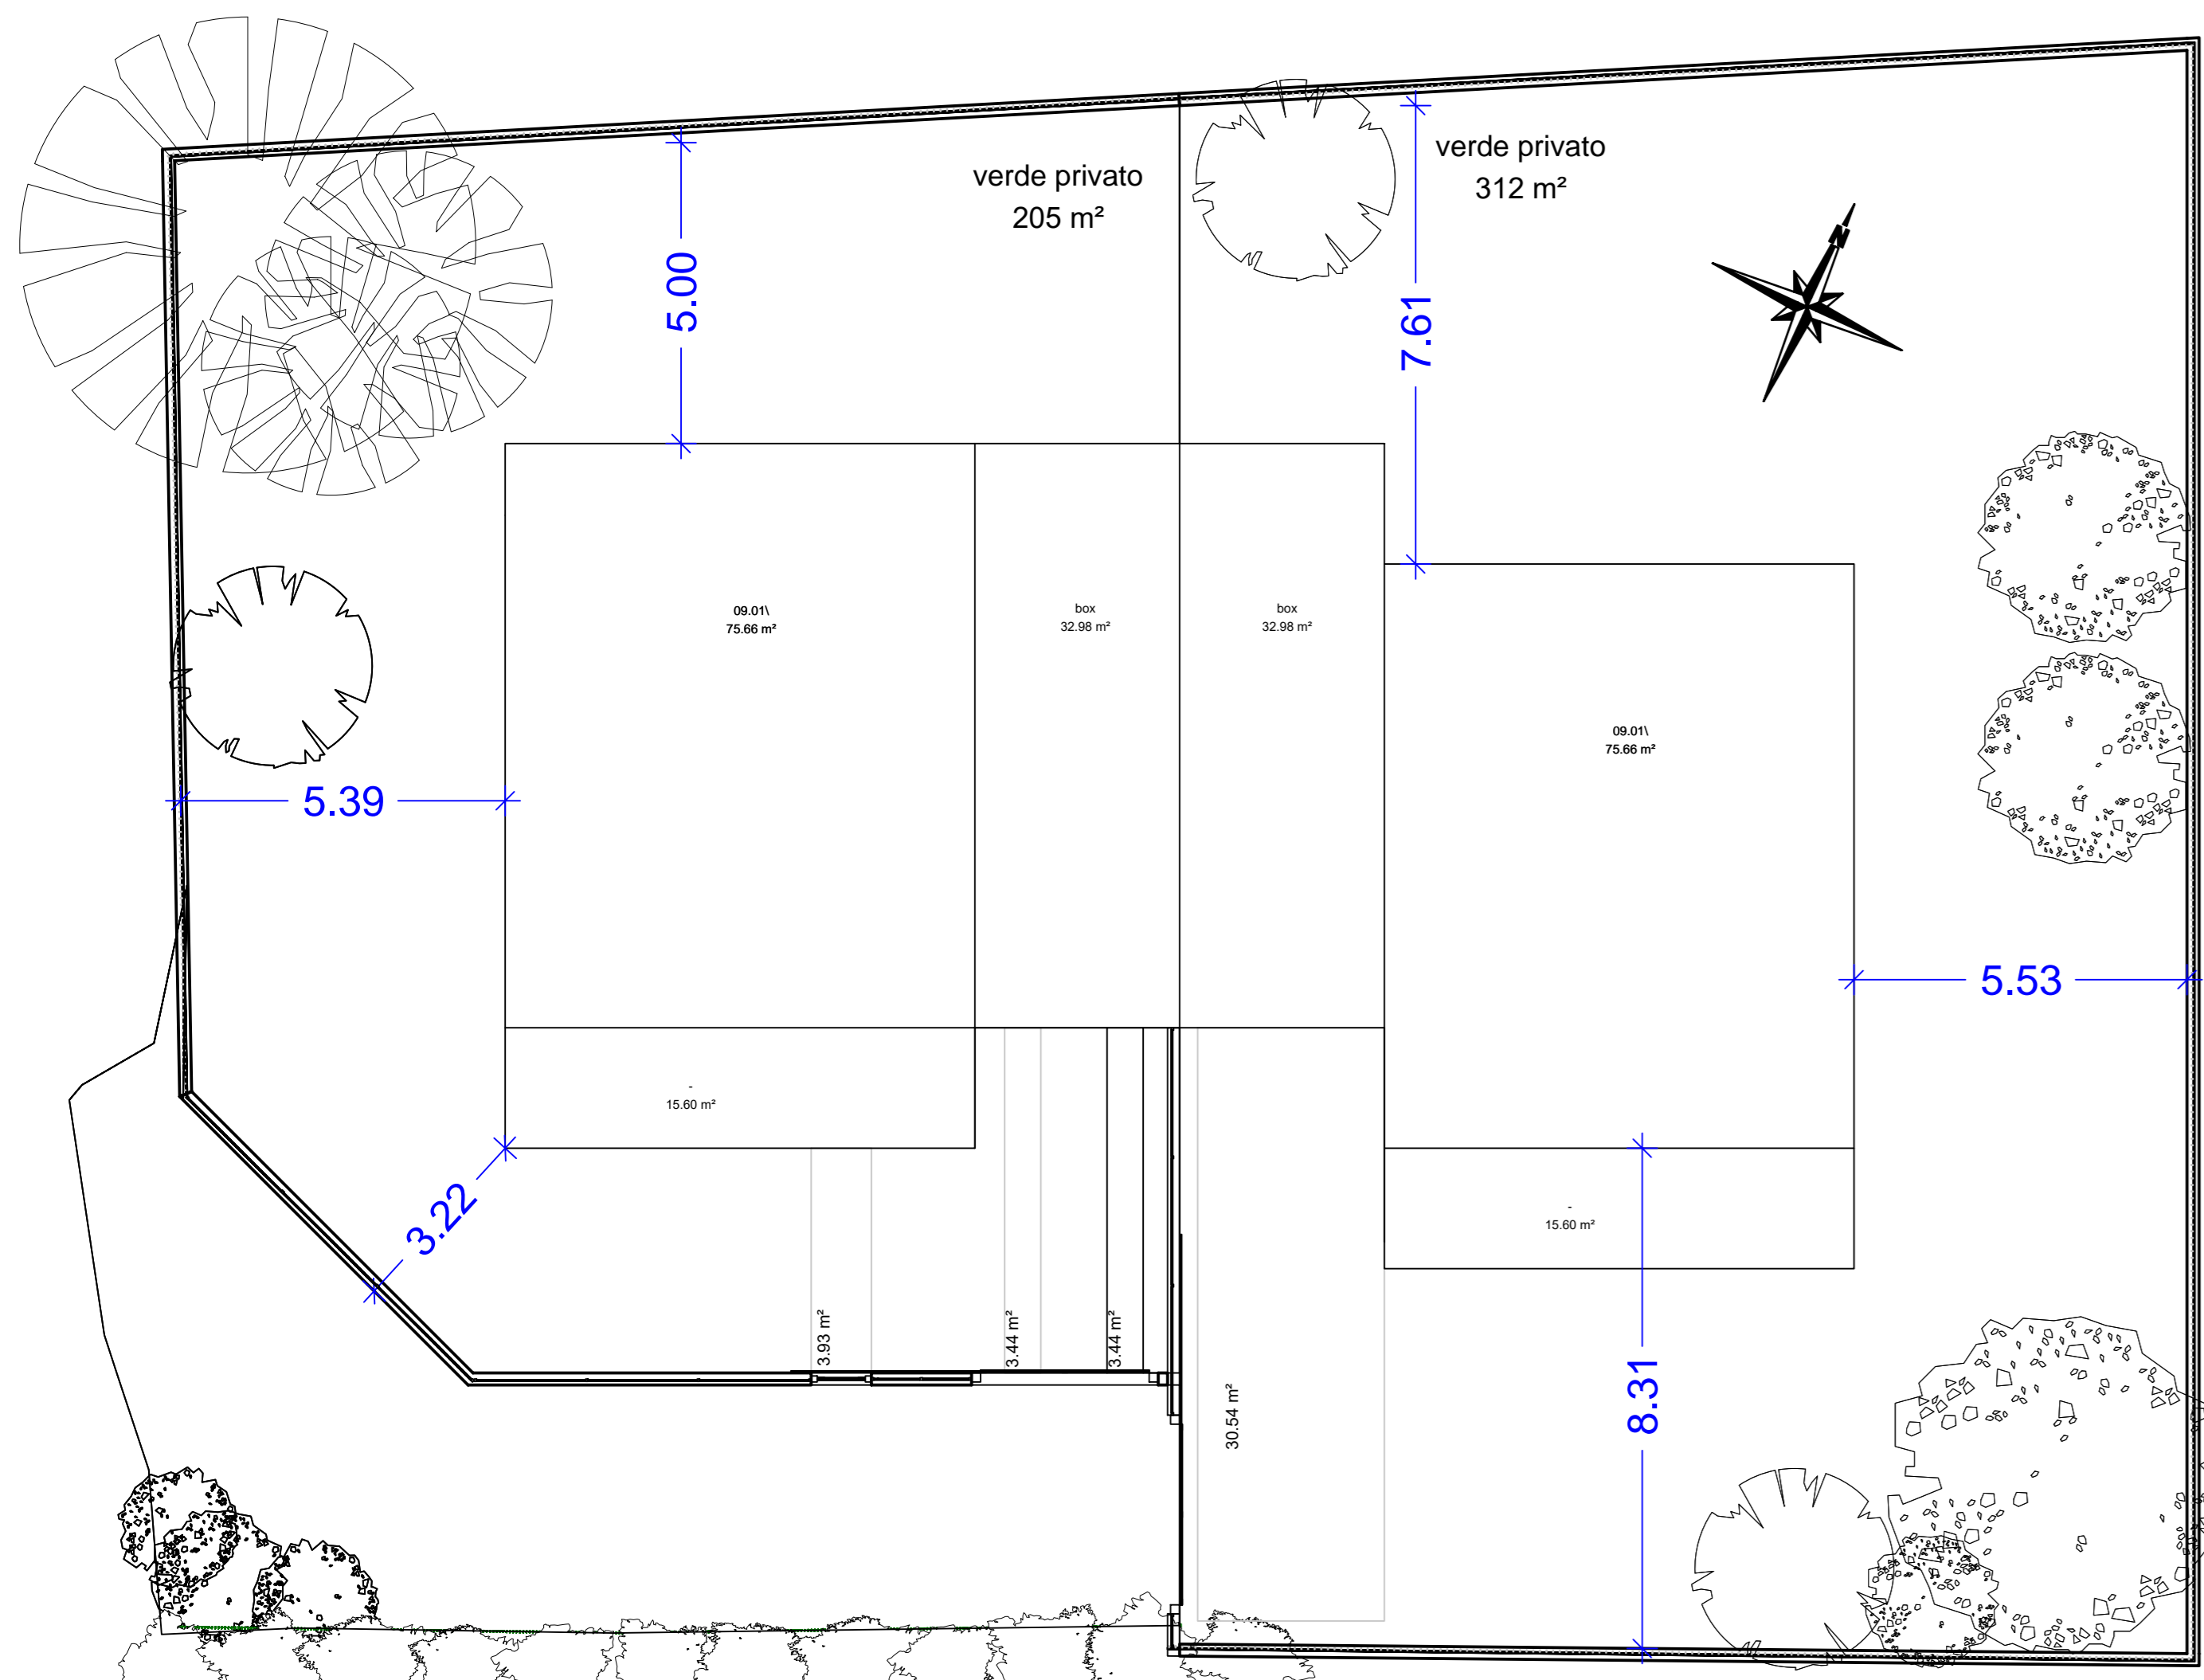 verde privato
205 m²
verde privato
312 m²
N
5.00
7.61
09.01\
75.66 m²
box
32.98 m²
box
32.98 m²
09.01\
75.66 m²
5.39
5.53
-
15.60 m²
3.22
-
15.60 m²
3.93 m²
3.44 m²
3.44 m²
30.54 m²
8.31